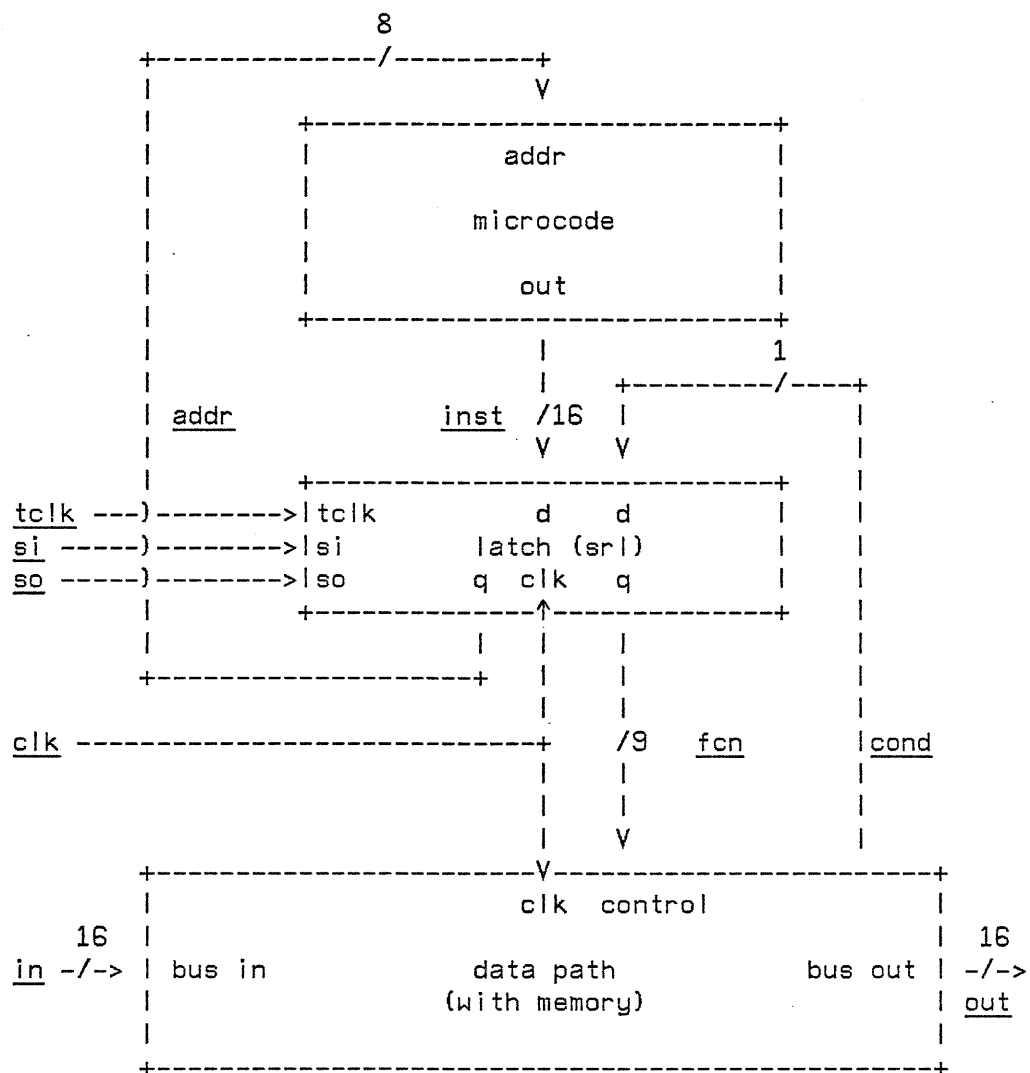 8
addr
microcode
out
1
addr inst /16
tclk tclk d d
si si latch (srl)
so so q clk q
clk /9 fcn cond
clk control
16 16
in bus in data path bus out
(with memory) out